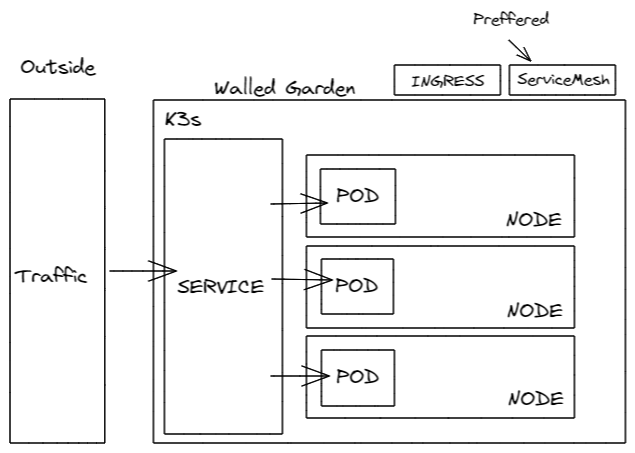 Preffered
Outside
Walled Garden
INGRESS
ServiceMesh
K3s
POD
NODE
Traffic
SERVICE
POD
NODE
POD
NODE